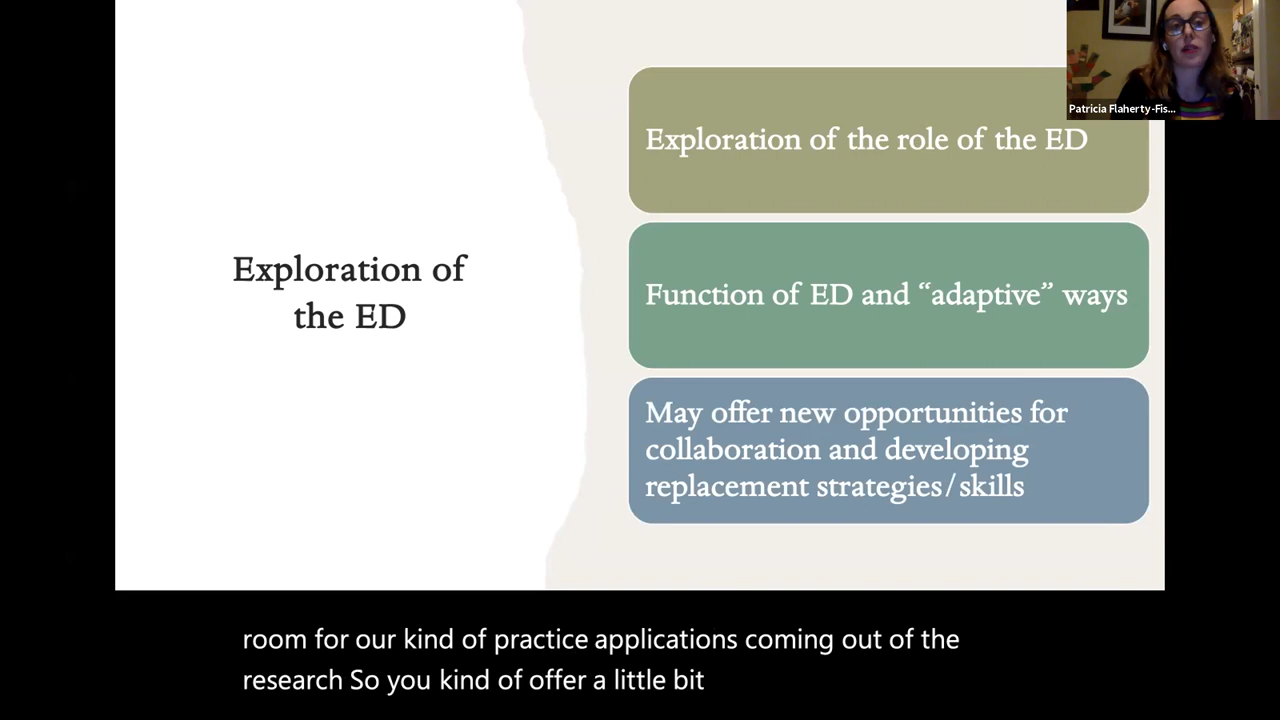 Exploration of
the ED
Exploration of the role of the ED
Function of ED and “adaptive” ways
May offer new opportunities for
collaboration and developing
replacement strategies/skills
Patricia Flaherty-Fis...
room for our kind of practice applications coming out of the
research So you kind of offer a little bit